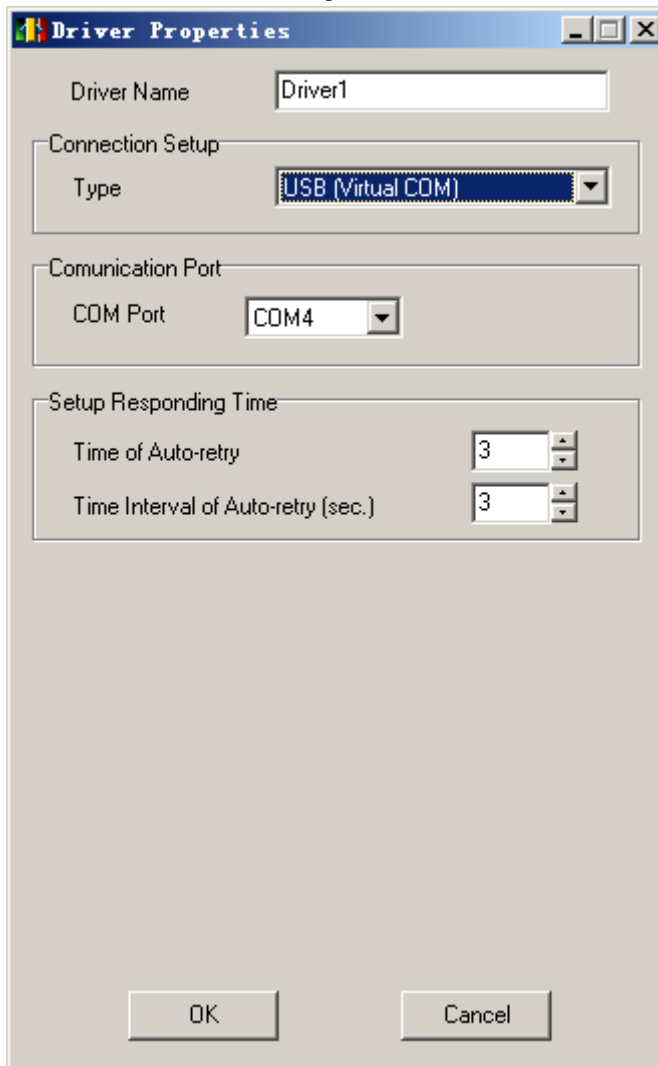 Driver Properties
Driver Name Driver1
Connection Setup
Type USB (Virtual COM)
Comunication Port
COM Port COM4
Setup Responding Time
Time of Auto-retry 3
Time Interval of Auto-retry (sec.) 3
OK Cancel